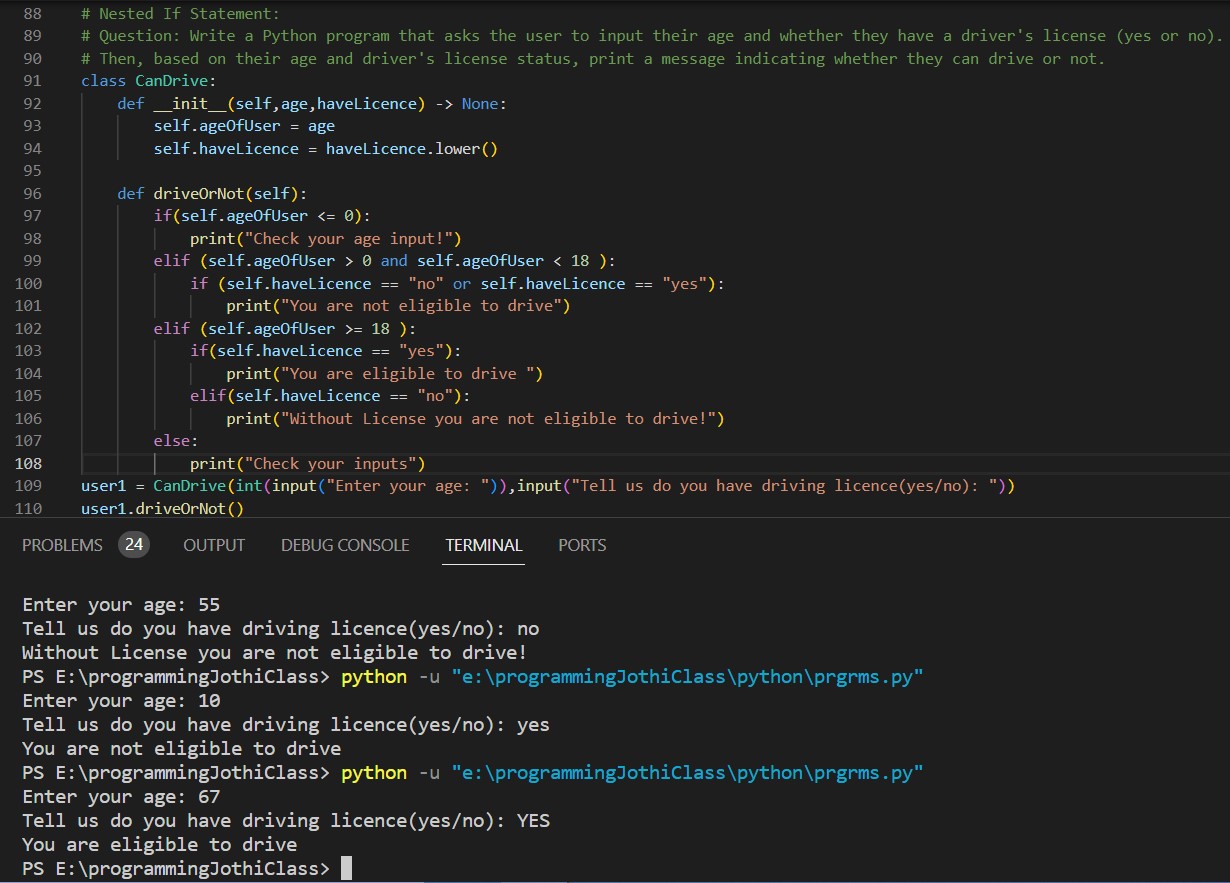 88 # Nested If Statement:
89 # Question: Write a Python program that asks the user to input their age and whether they have a driver's license (yes or no).
90 # Then, based on their age and driver's license status, print a message indicating whether they can drive or not.
91 class CanDrive:
92     def __init__(self,age,haveLicence) -> None:
93         self.ageOfUser = age
94         self.haveLicence = haveLicence.lower()
95
96     def driveOrNot(self):
97         if(self.ageOfUser <= 0):
98             print("Check your age input!")
99         elif (self.ageOfUser > 0 and self.ageOfUser < 18 ):
100             if (self.haveLicence == "no" or self.haveLicence == "yes"):
101                 print("You are not eligible to drive")
102         elif (self.ageOfUser >= 18 ):
103             if(self.haveLicence == "yes"):
104                 print("You are eligible to drive ")
105             elif(self.haveLicence == "no"):
106                 print("Without License you are not eligible to drive!")
107         else:
108             print("Check your inputs")
109 user1 = CanDrive(int(input("Enter your age: ")),input("Tell us do you have driving licence(yes/no): "))
110 user1.driveOrNot()
PROBLEMS 24 OUTPUT DEBUG CONSOLE TERMINAL PORTS
Enter your age: 55
Tell us do you have driving licence(yes/no): no
Without License you are not eligible to drive!
PS E:\programmingJothiClass> python -u "e:\programmingJothiClass\python\prgrms.py"
Enter your age: 10
Tell us do you have driving licence(yes/no): yes
You are not eligible to drive
PS E:\programmingJothiClass> python -u "e:\programmingJothiClass\python\prgrms.py"
Enter your age: 67
Tell us do you have driving licence(yes/no): YES
You are eligible to drive
PS E:\programmingJothiClass>